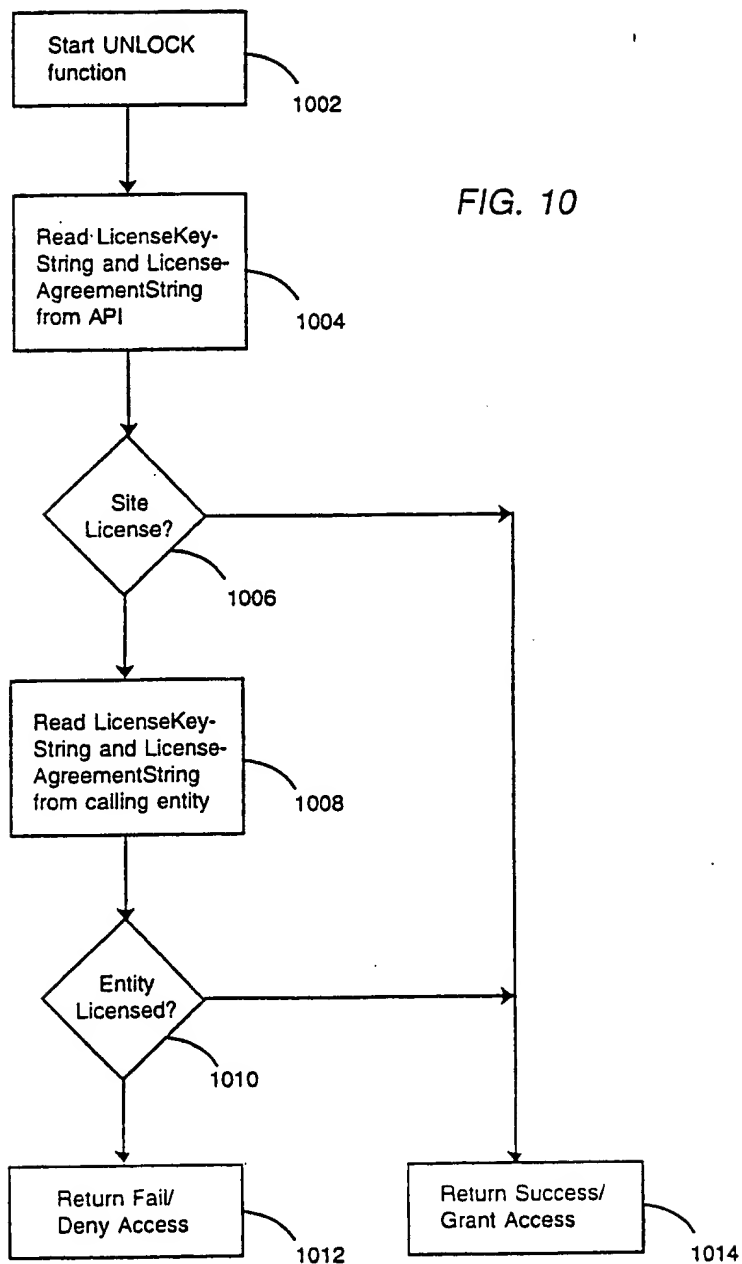 Start UNLOCK
function
1002
FIG. 10
Read LicenseKey-
String and License-
AgreementString
from API
1004
Site
License?
1006
Read LicenseKey-
String and License-
AgreementString
from calling entity
1008
Entity
Licensed?
1010
Return Fail/
Deny Access
1012
Return Success/
Grant Access
1014